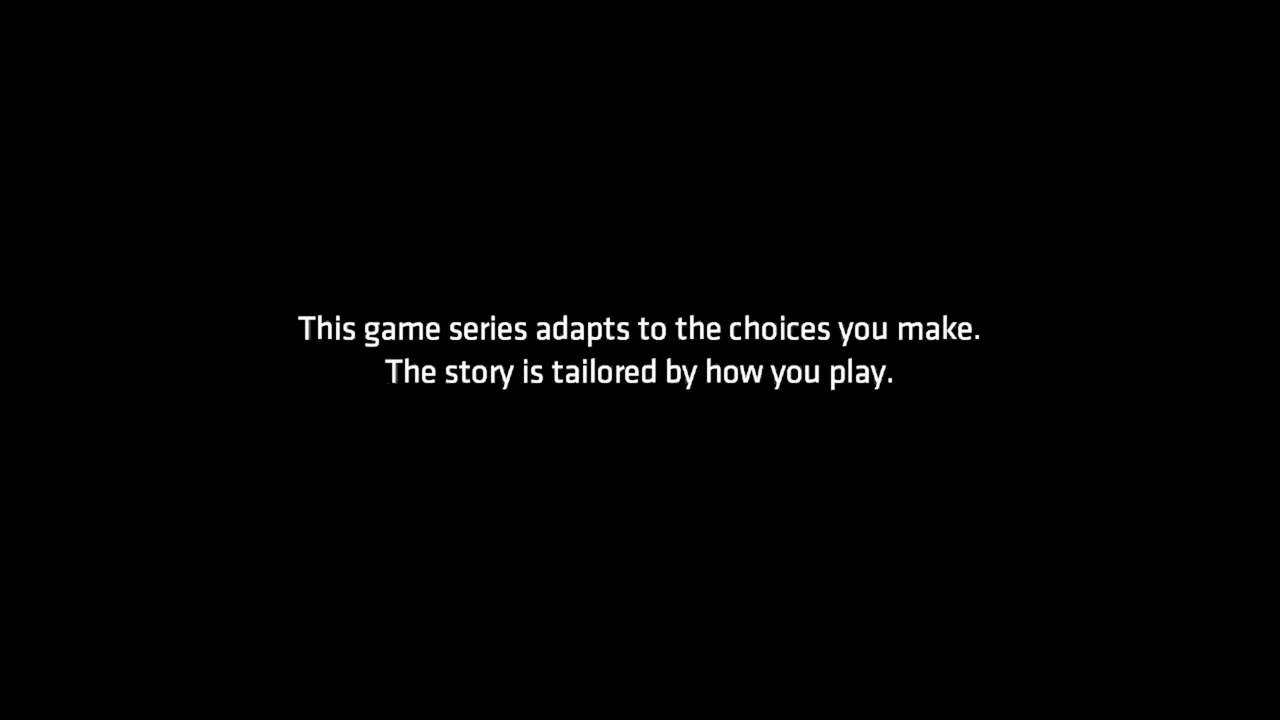 This game series adapts to the choices you make.
The story is tailored by how you play.